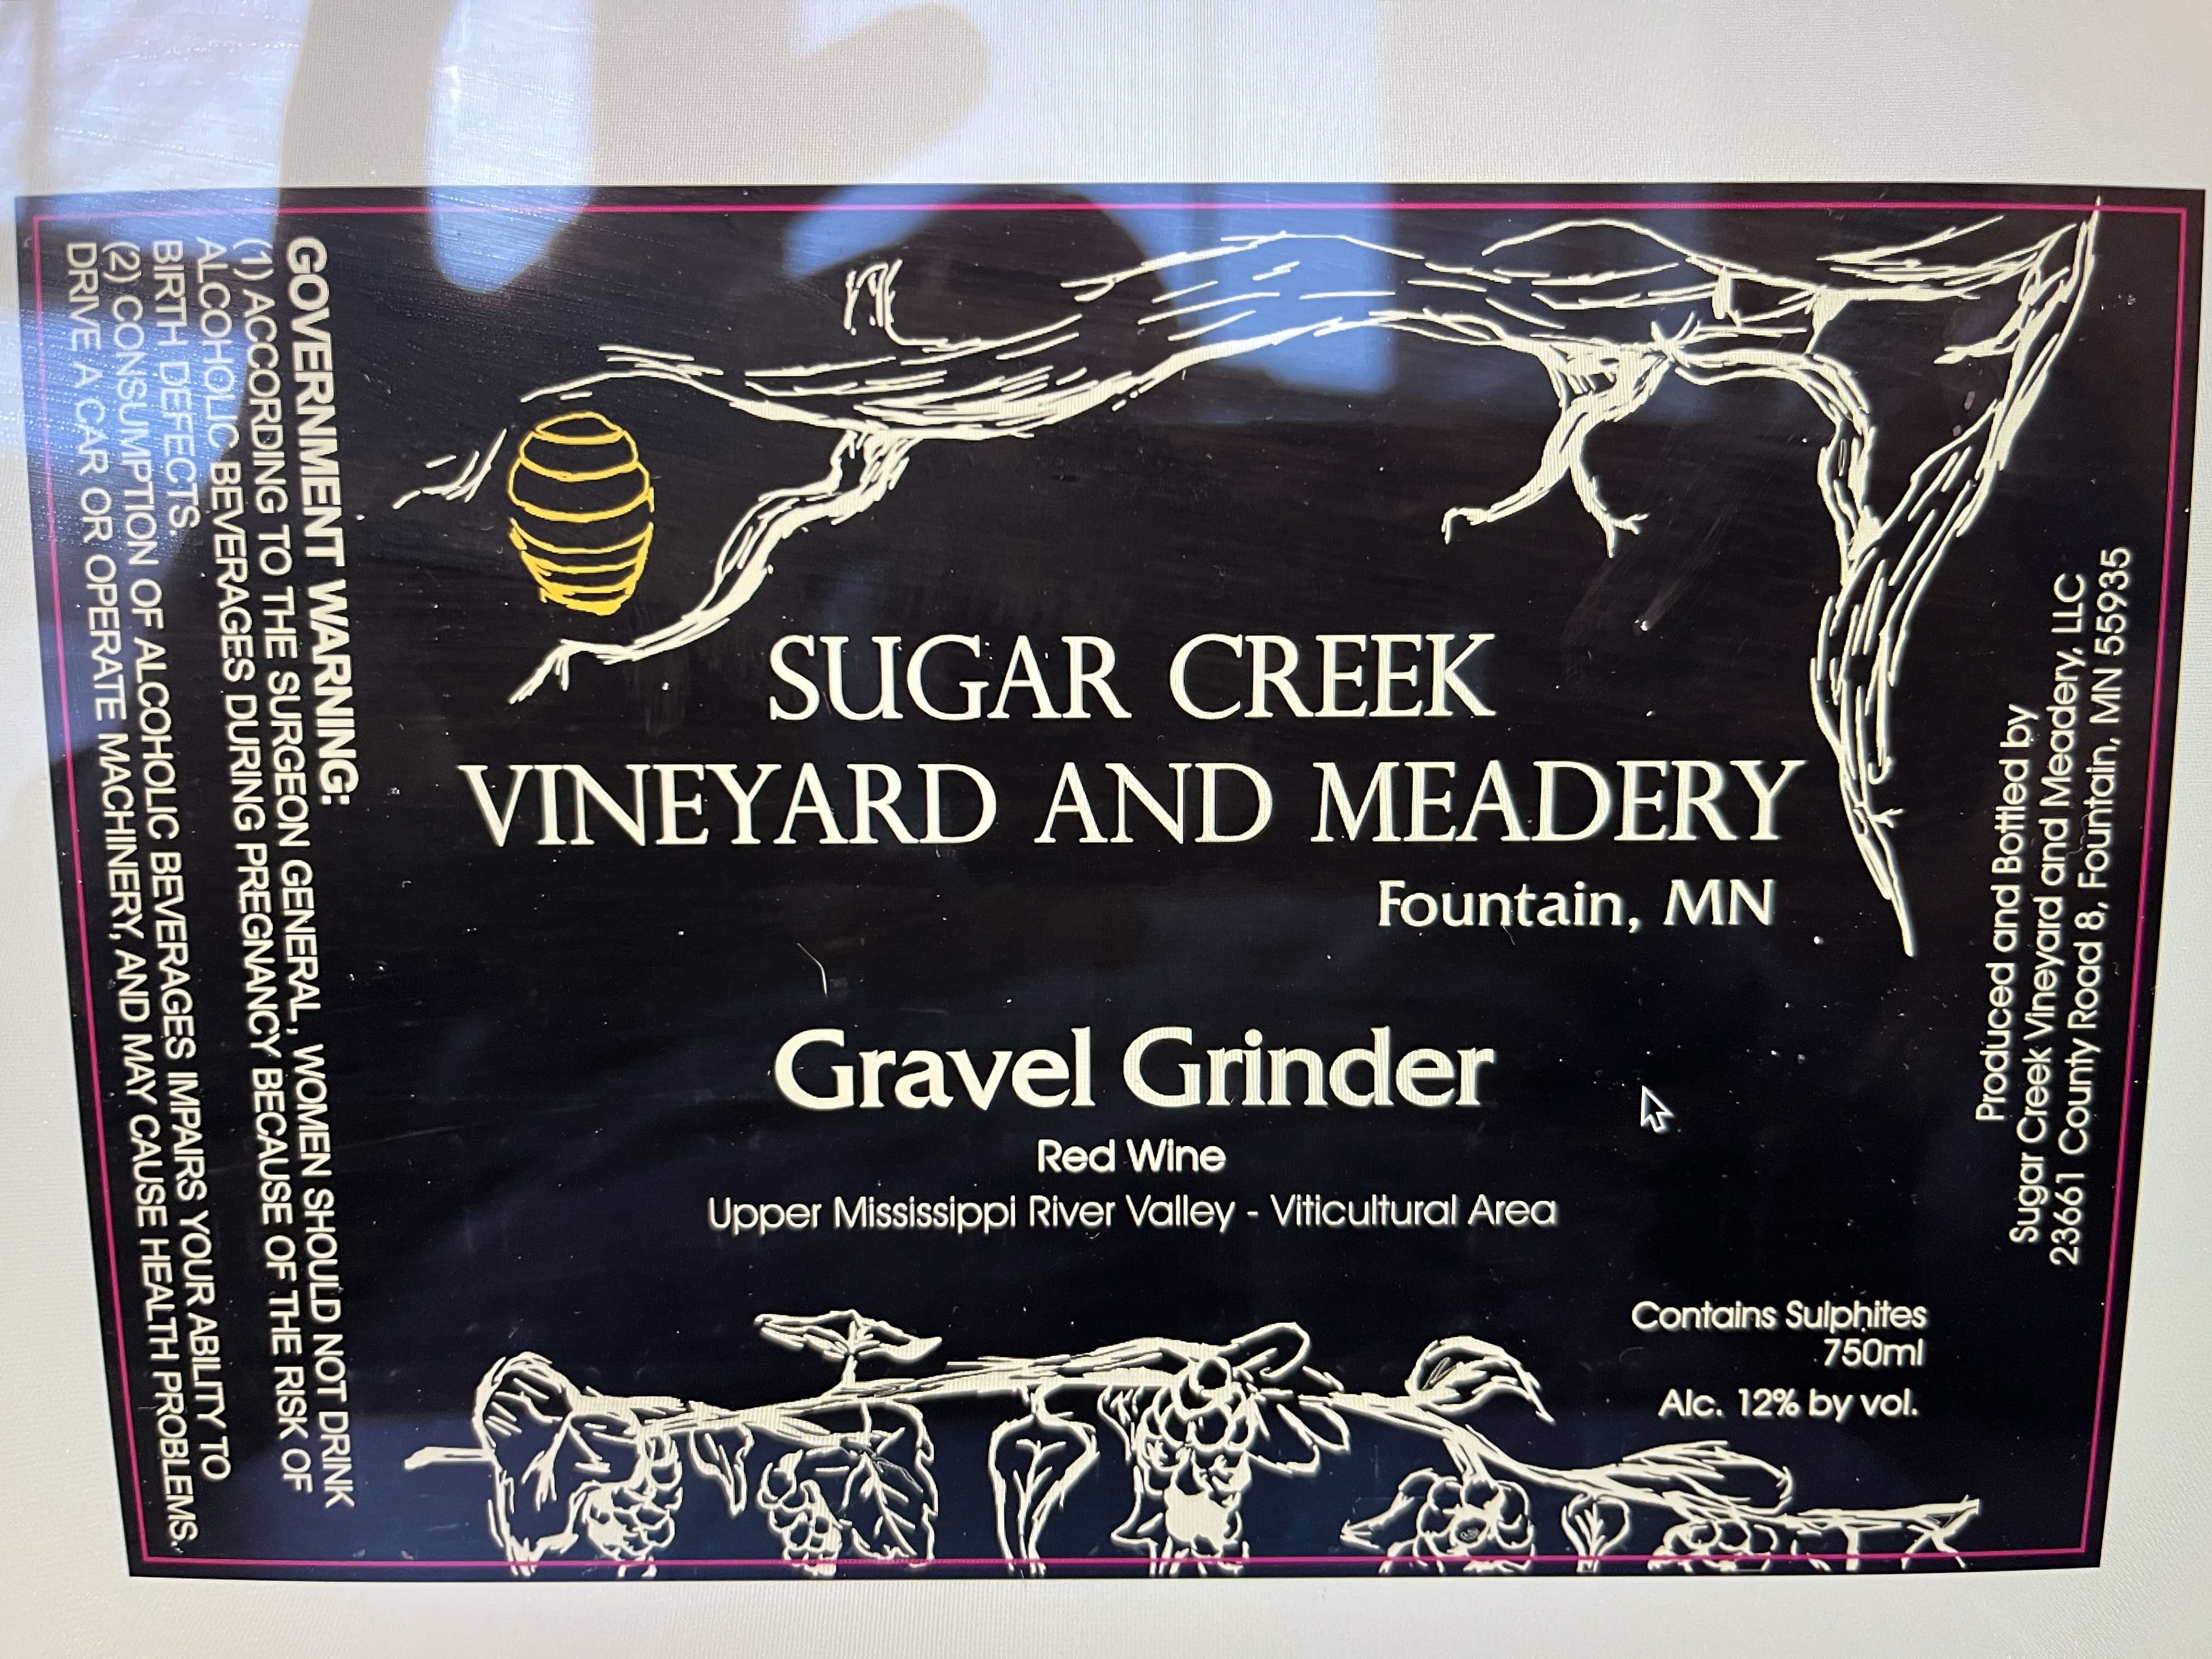 SUGAR CREEK
VINEYARD AND MEADERY
Fountain, MN
Gravel Grinder
Red Wine
Upper Mississippi River Valley - Viticultural Area
Contains Sulphites
750ml
Alc. 12% by vol.
GOVERNMENT WARNING:
(1) ACCORDING TO THE SURGEON GENERAL, WOMEN SHOULD NOT DRINK
ALCOHOLIC BEVERAGES DURING PREGNANCY BECAUSE OF THE RISK OF
BIRTH DEFECTS.
(2) CONSUMPTION OF ALCOHOLIC BEVERAGES IMPAIRS YOUR ABILITY TO
DRIVE A CAR OR OPERATE MACHINERY, AND MAY CAUSE HEALTH PROBLEMS.
Produced and Bottled by
Sugar Creek Vineyard and Meadery, LLC
23661 County Road 8, Fountain, MN 55935